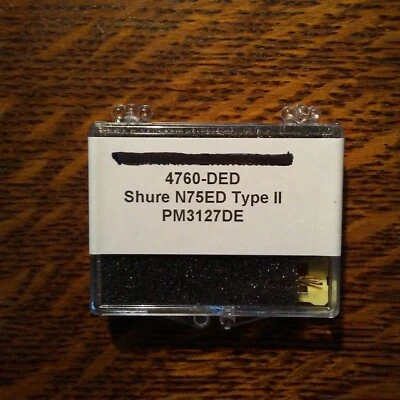 4760-DED
Shure N75ED Type II
PM3127DE